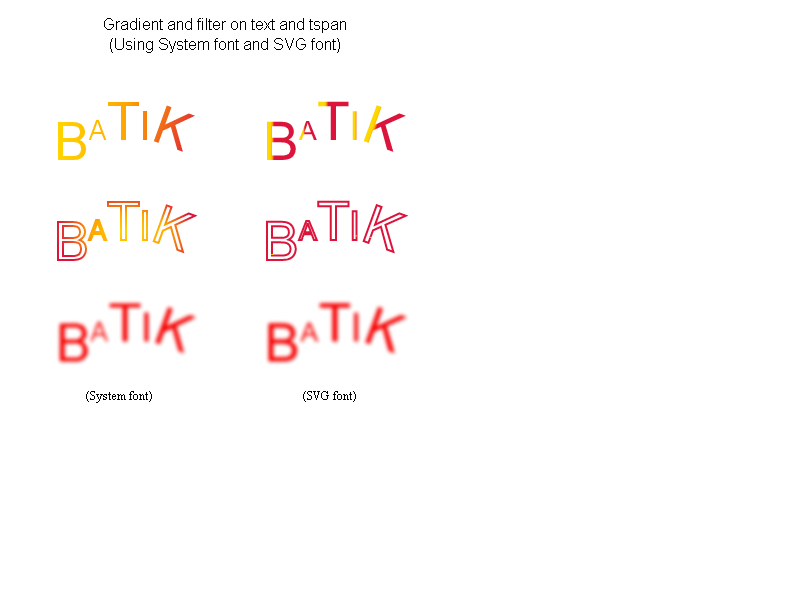 Gradient and filter on text and tspan
(Using System font and SVG font)
BATIK BATIK
BATIK BATIK
BATIK BATIK
(System font) (SVG font)